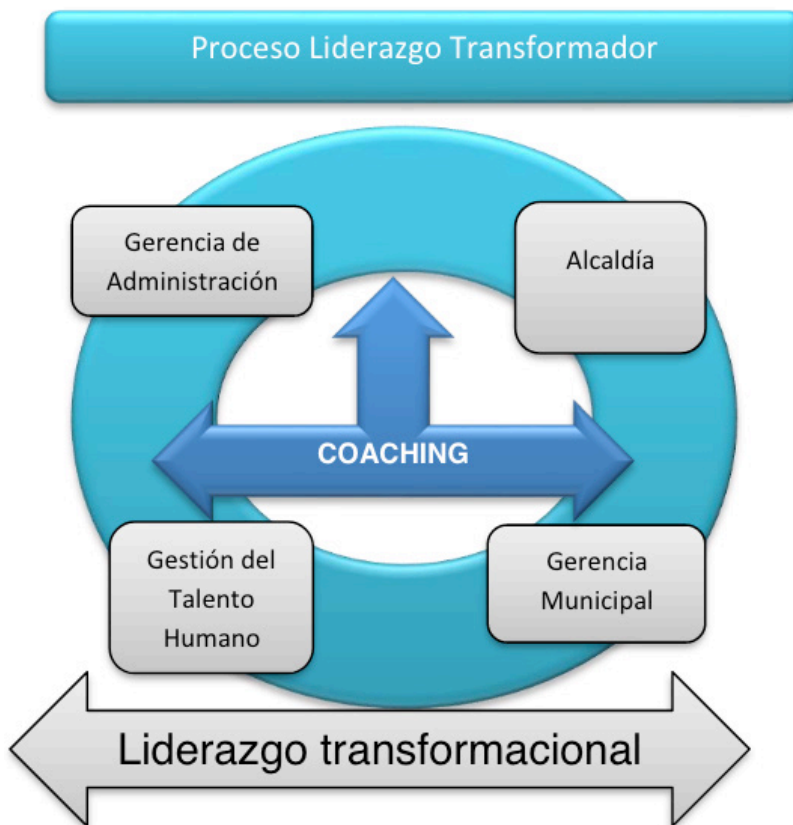 Proceso Liderazgo Transformador
Gerencia de
Administración
Alcaldía
COACHING
Gestión del
Talento
Humano
Gerencia
Municipal
Liderazgo transformacional